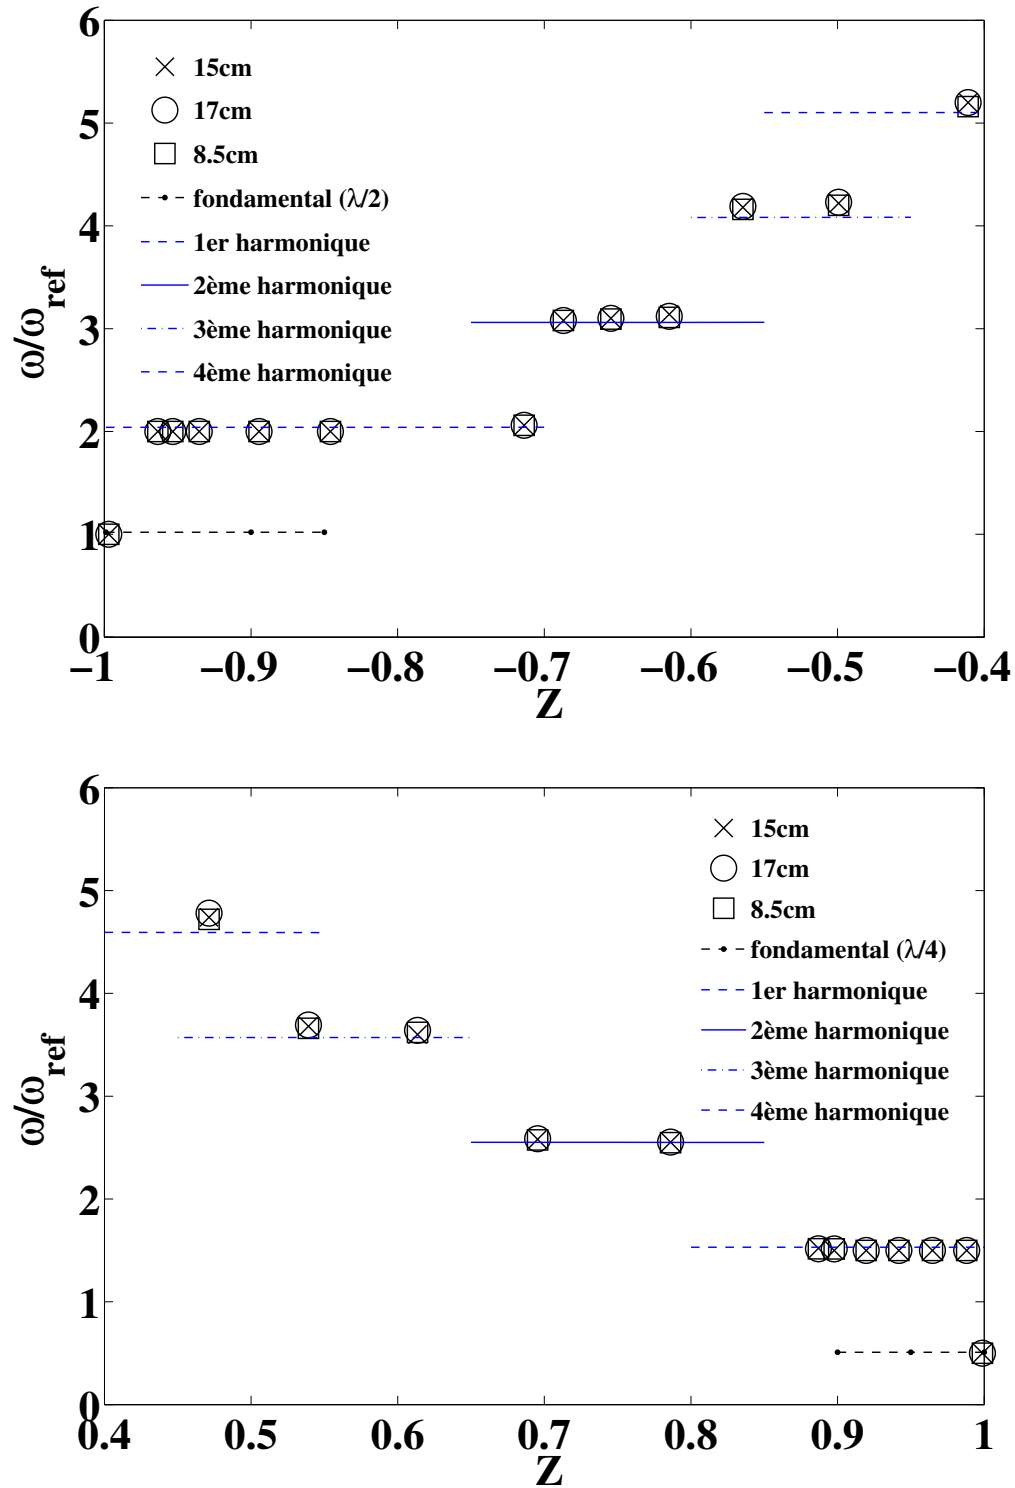 6
5
4
3
2
1
0
ω/ω_ref
15cm
17cm
8.5cm
fondamental (λ/2)
1er harmonique
2ème harmonique
3ème harmonique
4ème harmonique
−1 −0.9 −0.8 −0.7 −0.6 −0.5 −0.4
Z
6
5
4
3
2
1
0
ω/ω_ref
15cm
17cm
8.5cm
fondamental (λ/4)
1er harmonique
2ème harmonique
3ème harmonique
4ème harmonique
0.4 0.5 0.6 0.7 0.8 0.9 1
Z